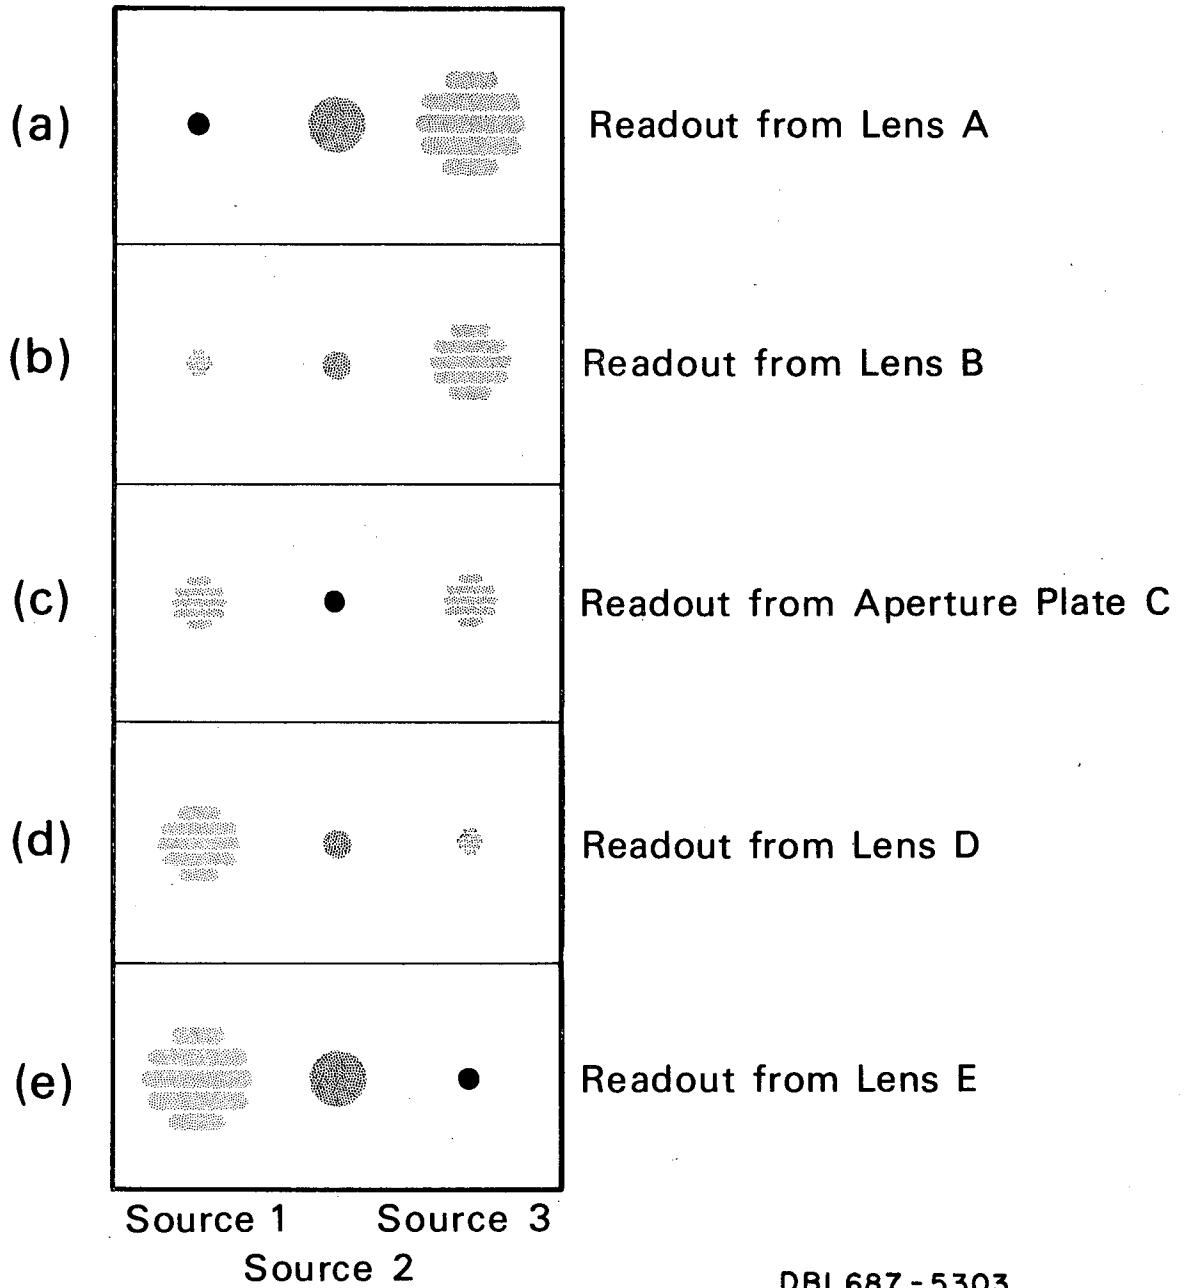 (a) Readout from Lens A
(b) Readout from Lens B
(c) Readout from Aperture Plate C
(d) Readout from Lens D
(e) Readout from Lens E
Source 1 Source 3
Source 2
DBL 687-5303